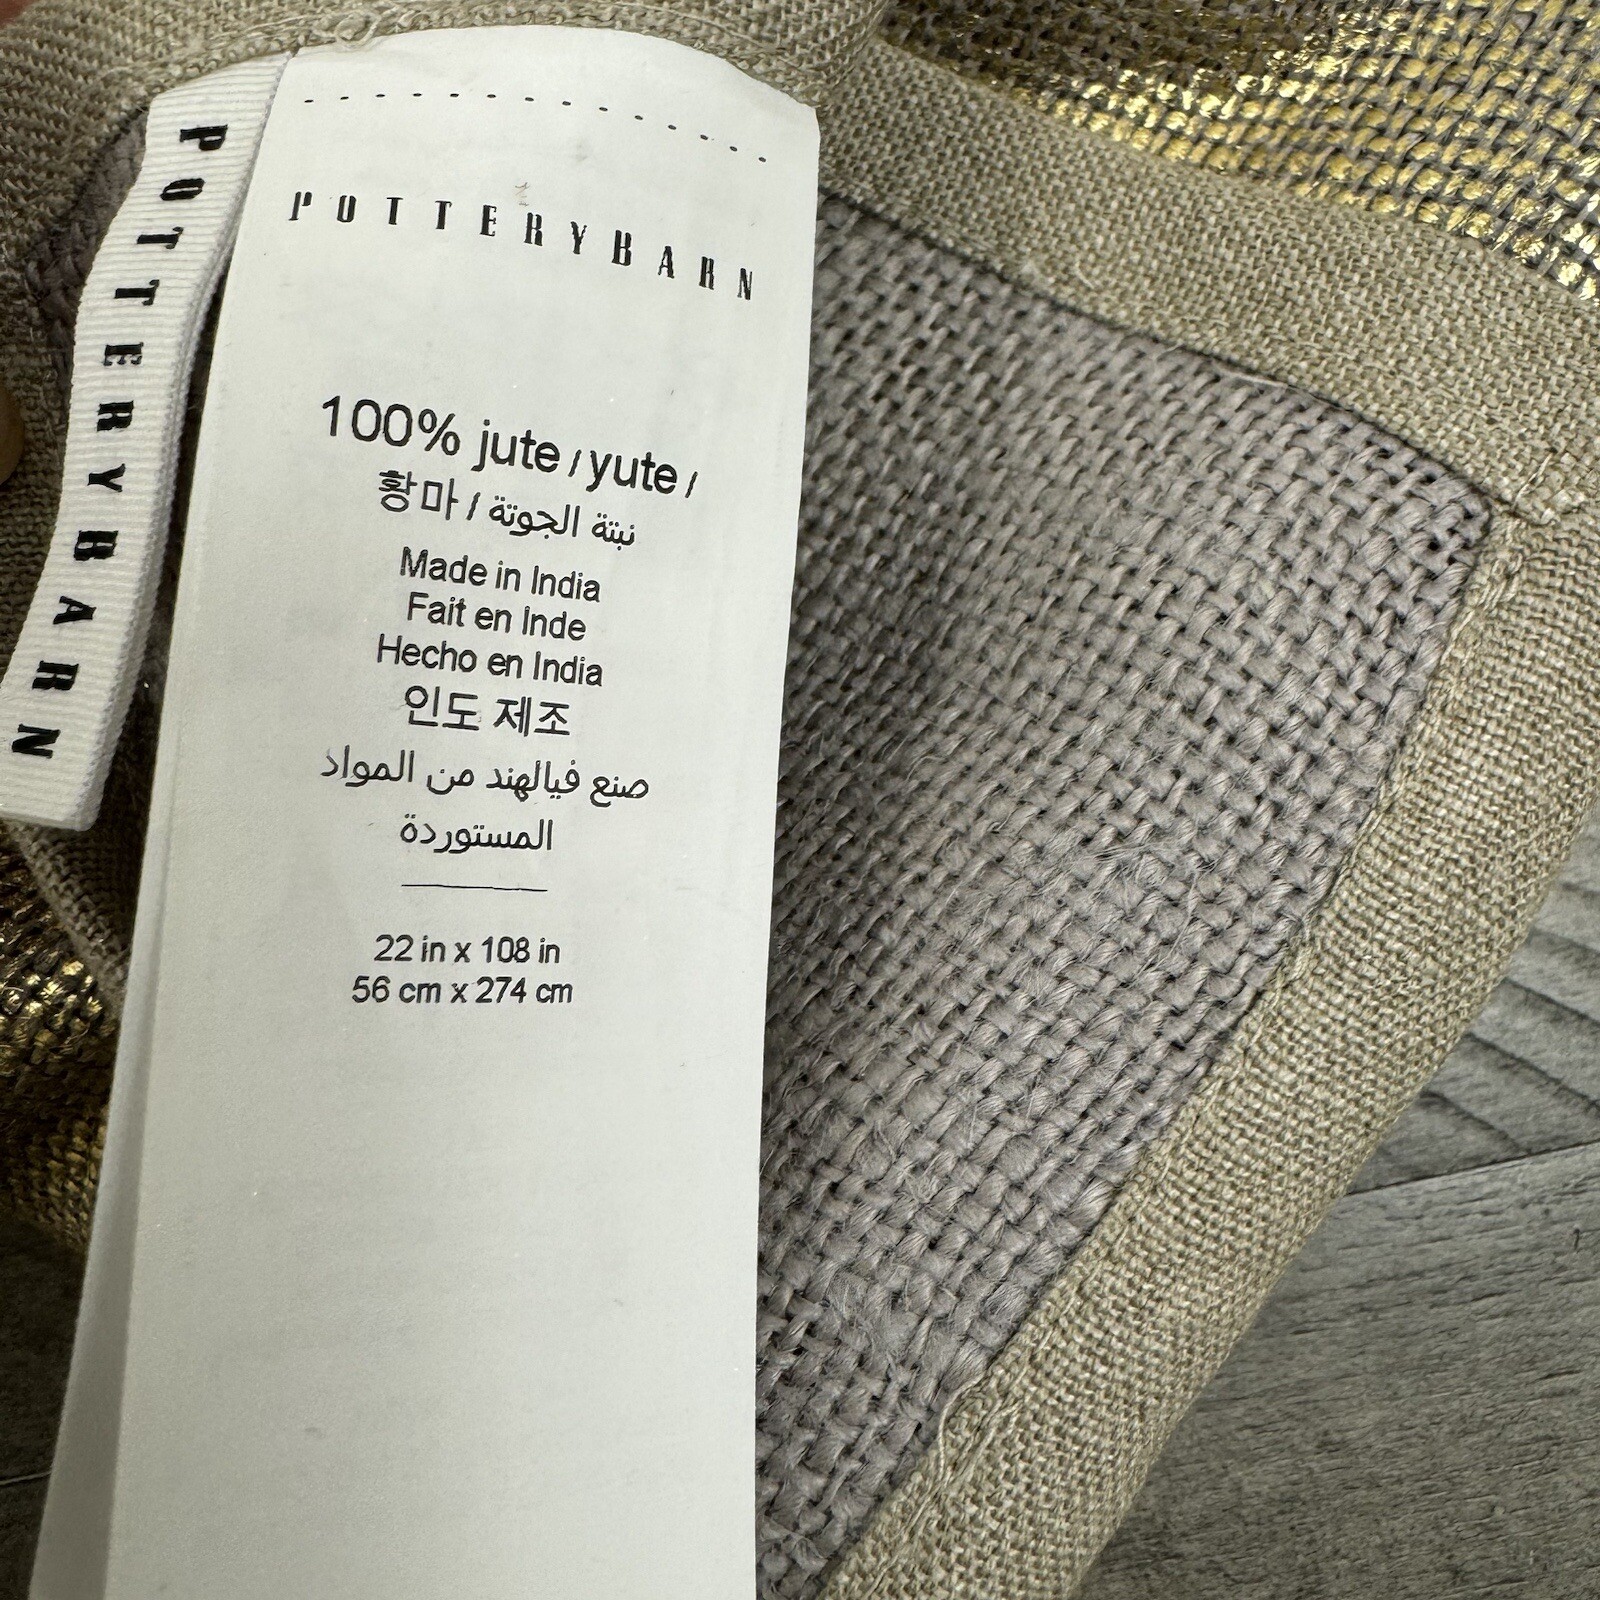 POTTERYBARN
POTTERYBARN
100% jute / yute /
황마 / نبتة الجوتة
Made in India
Fait en Inde
Hecho en India
인도 제조
صنع فيالهند من المواد
المستوردة
22 in x 108 in
56 cm x 274 cm